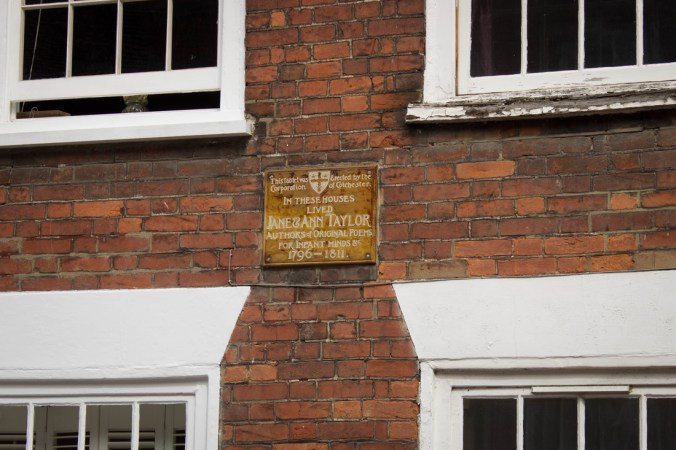 This tablet was Erected by the
Corporation of Colchester.
In these Houses
lived
Jane & Ann Taylor
Authors of Original Poems
for Infant Minds &c
1796–1811.